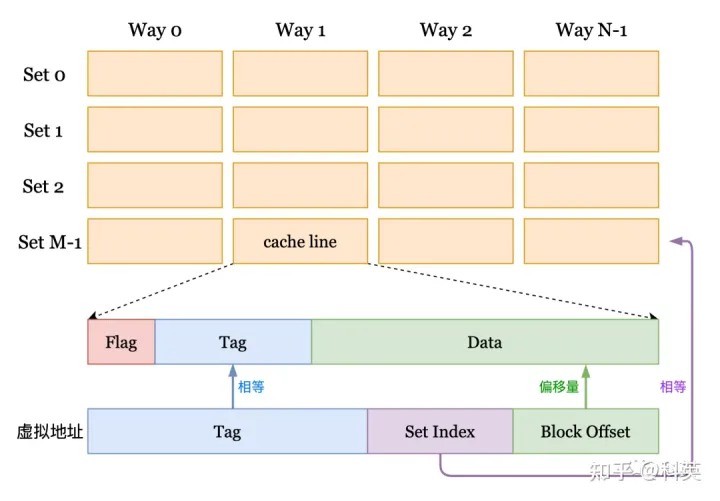 Way 0 Way 1 Way 2 Way N-1
Set 0
Set 1
Set 2
Set M-1 cache line
Flag Tag Data
相等 偏移量 相等
虚拟地址 Tag Set Index Block Offset
知乎 @科英